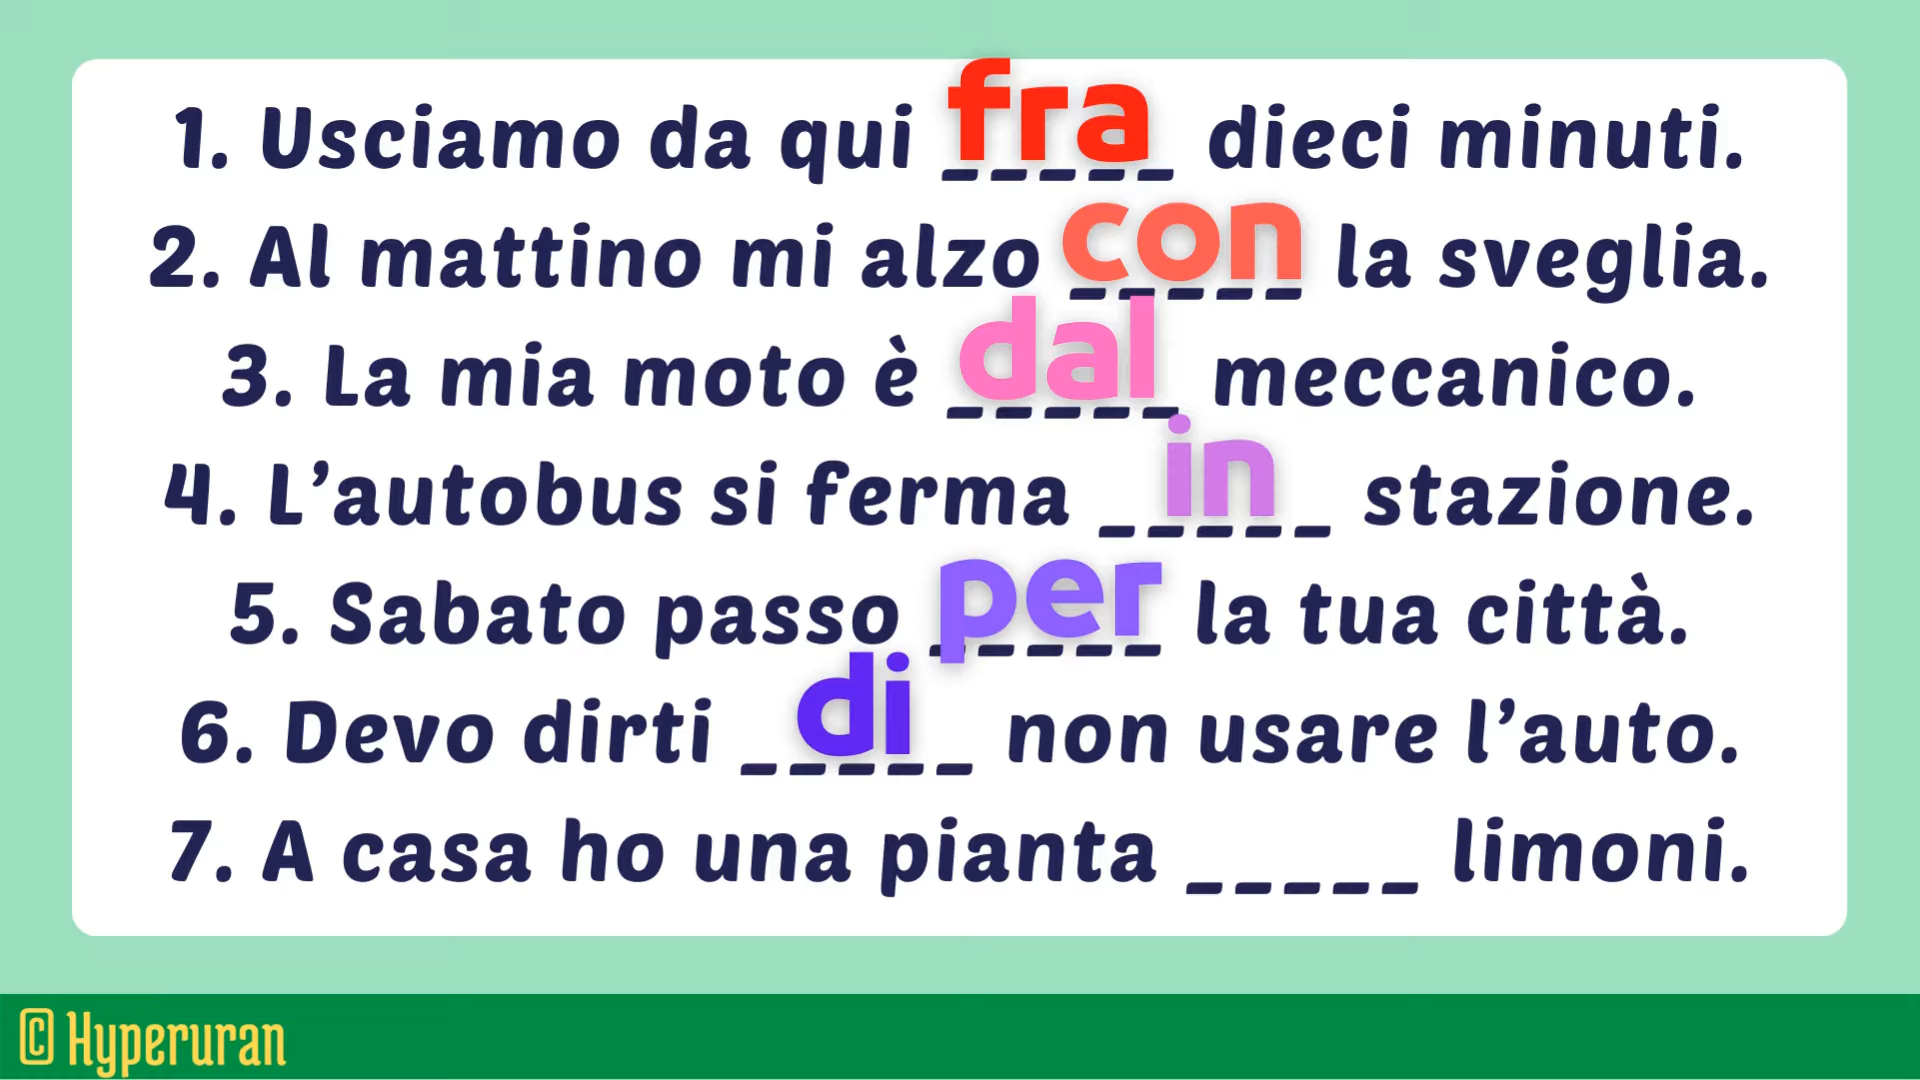 1. Usciamo da qui fra dieci minuti.
2. Al mattino mi alzo con la sveglia.
3. La mia moto è dal meccanico.
4. L’autobus si ferma in stazione.
5. Sabato passo per la tua città.
6. Devo dirti di non usare l’auto.
7. A casa ho una pianta _____ limoni.
© Hyperuran